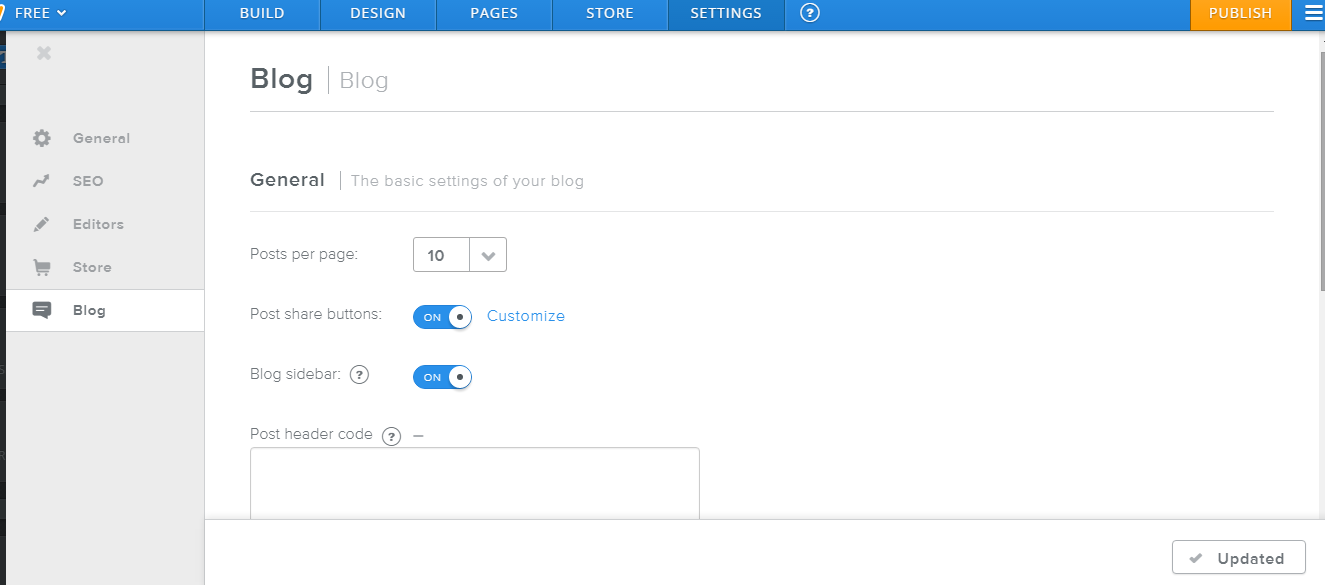 FREE BUILD DESIGN PAGES STORE SETTINGS ? PUBLISH
Blog Blog
General
SEO
Editors
Store
Blog
General The basic settings of your blog
Posts per page: 10
Post share buttons: ON Customize
Blog sidebar: ? ON
Post header code ? –
Updated